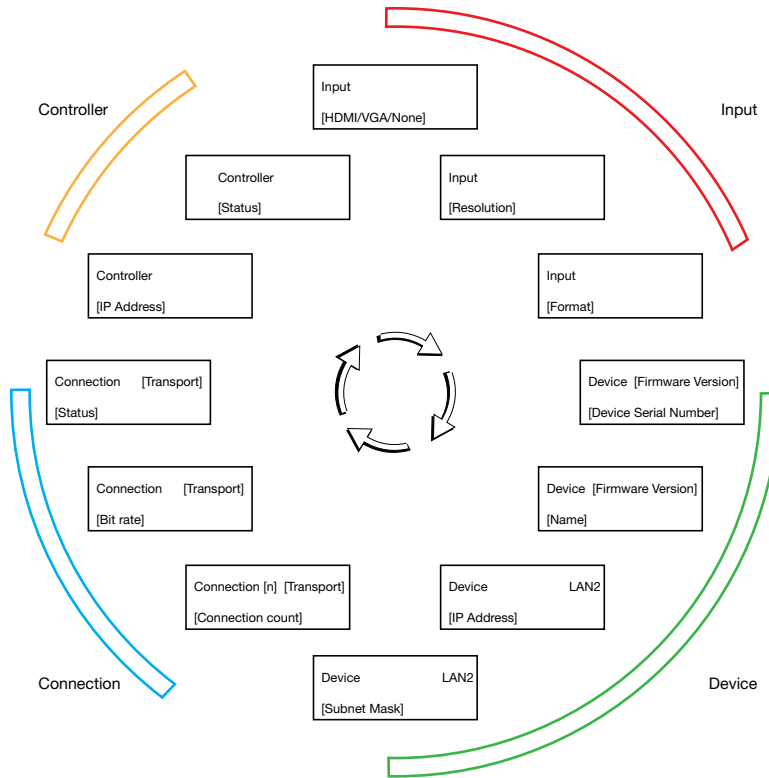 Controller
Input
Input
[HDMI/VGA/None]
Controller
[Status]
Input
[Resolution]
Controller
[IP Address]
Input
[Format]
Connection [Transport]
[Status]
Device [Firmware Version]
[Device Serial Number]
Connection [Transport]
[Bit rate]
Device [Firmware Version]
[Name]
Connection [n] [Transport]
[Connection count]
Device LAN2
[IP Address]
Device LAN2
[Subnet Mask]
Connection
Device